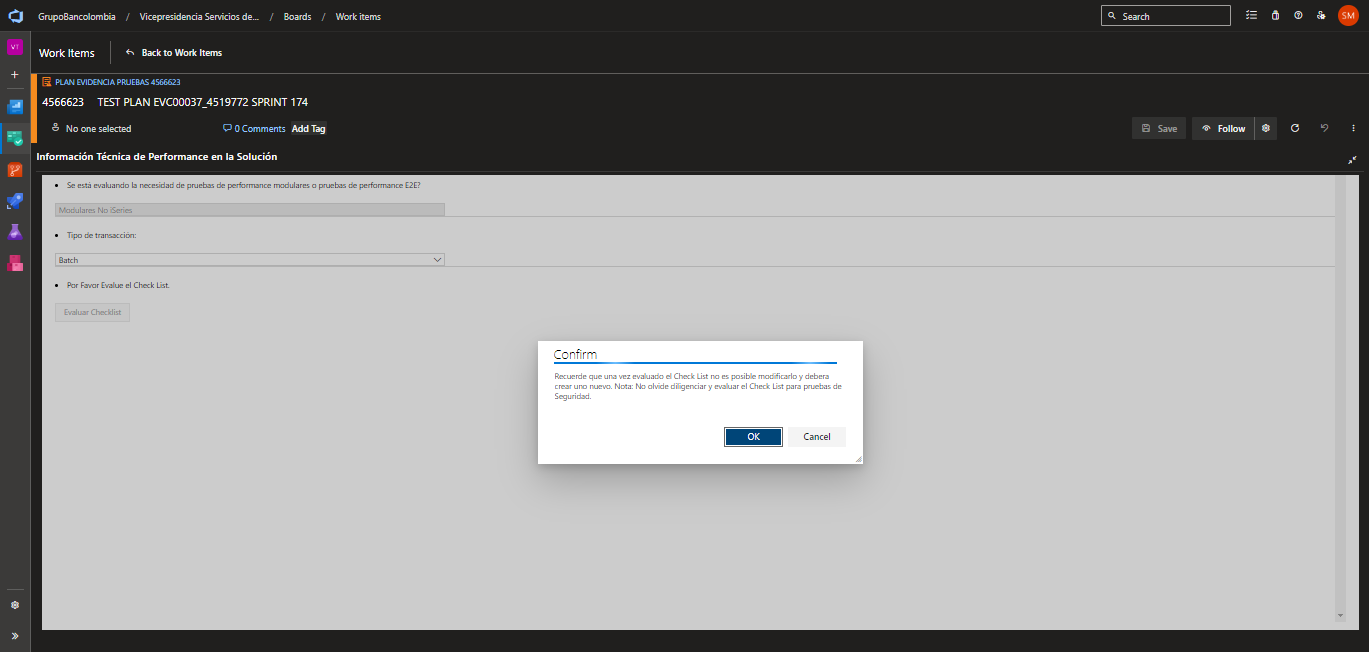 GrupoBancolombia / Vicepresidencia Servicios de... / Boards / Work items
Search
SM
VT
Work Items
Back to Work Items
PLAN EVIDENCIA PRUEBAS 4566623
4566623 TEST PLAN EVC00037_4519772 SPRINT 174
No one selected
0 Comments
Add Tag
Save
Follow
Información Técnica de Performance en la Solución
• Se está evaluando la necesidad de pruebas de performance modulares o pruebas de performance E2E?
Modulares No iSeries
• Tipo de transacción:
Batch
• Por Favor Evalue el Check List.
Evaluar Checklist
Confirm
Recuerde que una vez evaluado el Check List no es posible modificarlo y debera
crear uno nuevo. Nota: No olvide diligenciar y evaluar el Check List para pruebas de
Seguridad.
OK
Cancel